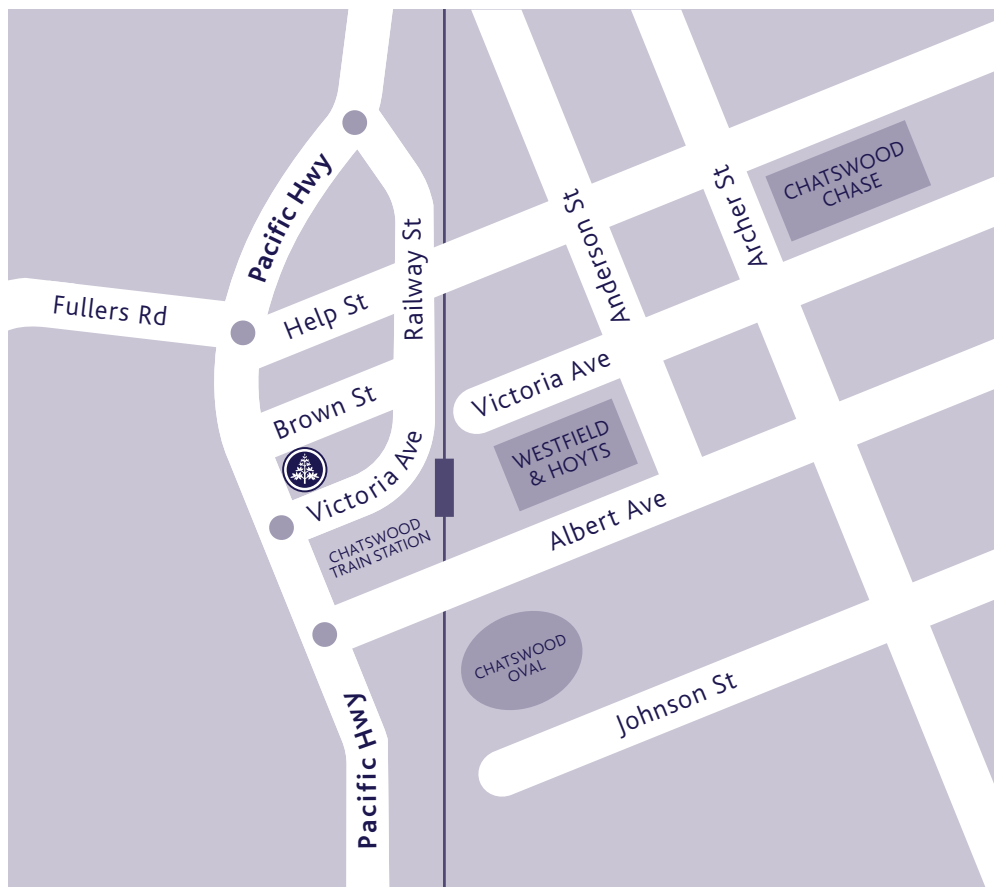 Pacific Hwy
CHATSWOOD
CHASE
Archer St
Anderson St
Railway St
Fullers Rd
Help St
Victoria Ave
Brown St
WESTFIELD
& HOYTS
Victoria Ave
Albert Ave
CHATSWOOD
TRAIN STATION
CHATSWOOD
OVAL
Johnson St
Pacific Hwy